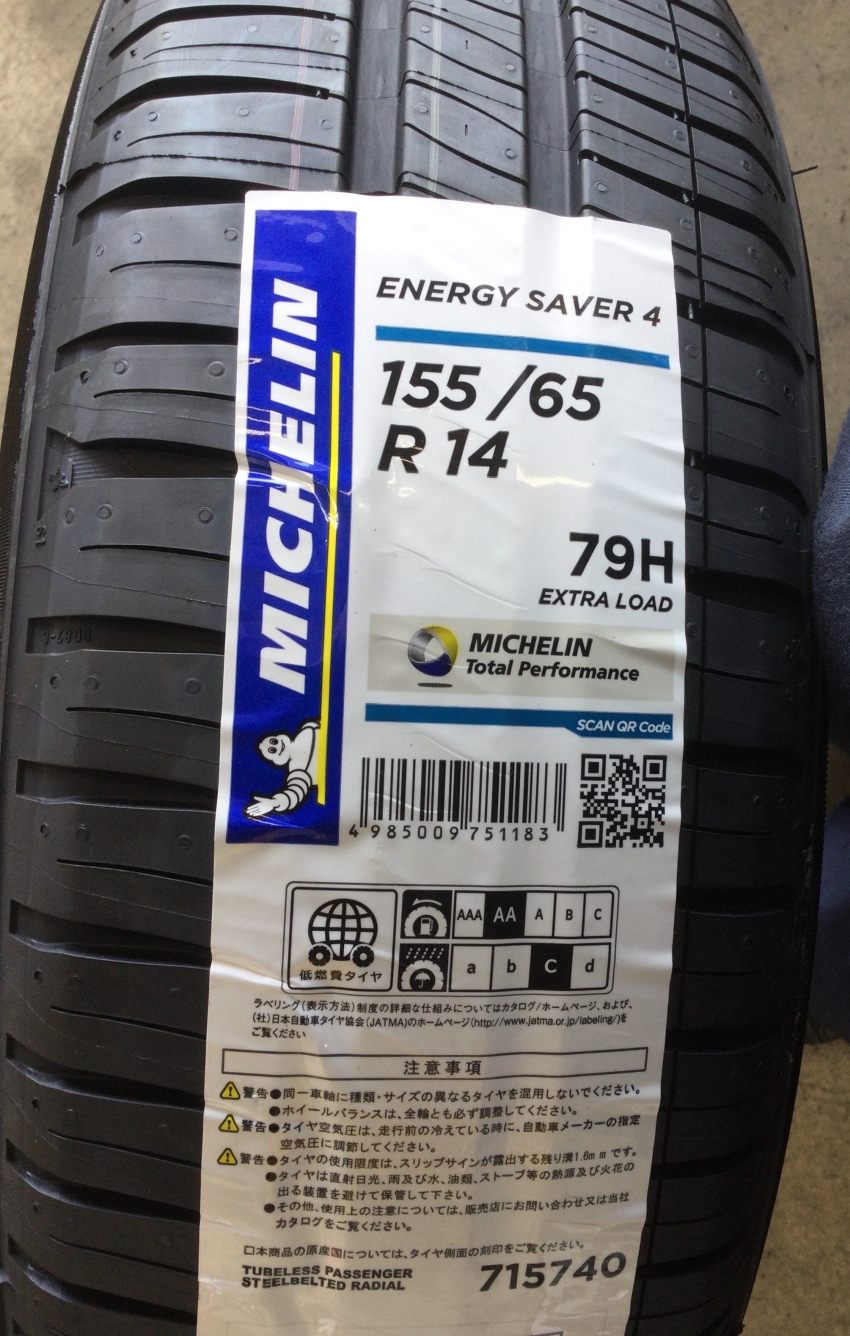 MICHELIN
ENERGY SAVER 4
155/65
R 14
79H
EXTRA LOAD
MICHELIN
Total Performance
SCAN QR Code
4985009751183
AAA AA A B C
a b C d
低燃費タイヤ
ラベリング(表示方法)制度の詳細な仕組みについてはカタログ/ホームページ、および、
(社)日本自動車タイヤ協会(JATMA)のホームページ(http://www.jatma.or.jp/labeling/)を
ご覧ください
注意事項
警告●同一車軸に種類・サイズの異なるタイヤを混用しないでください。
●ホイールバランスは、全輪とも必ず調整してください。
警告●タイヤ空気圧は、走行前の冷えている時に、自動車メーカーの指定
空気圧に調節してください。
警告●タイヤの使用限度は、スリップサインが露出する残り溝1.6mmです。
●タイヤは直射日光、雨及び水、油類、ストーブ等の熱源及び火花の
出る装置を避けて保管して下さい。
●その他、使用上の注意については、販売店にお問い合わせ又は当社
カタログをご覧ください。
口本商品の原産国については、タイヤ側面の刻印をご覧ください。
TUBELESS PASSENGER
STEELBELTED RADIAL
715740